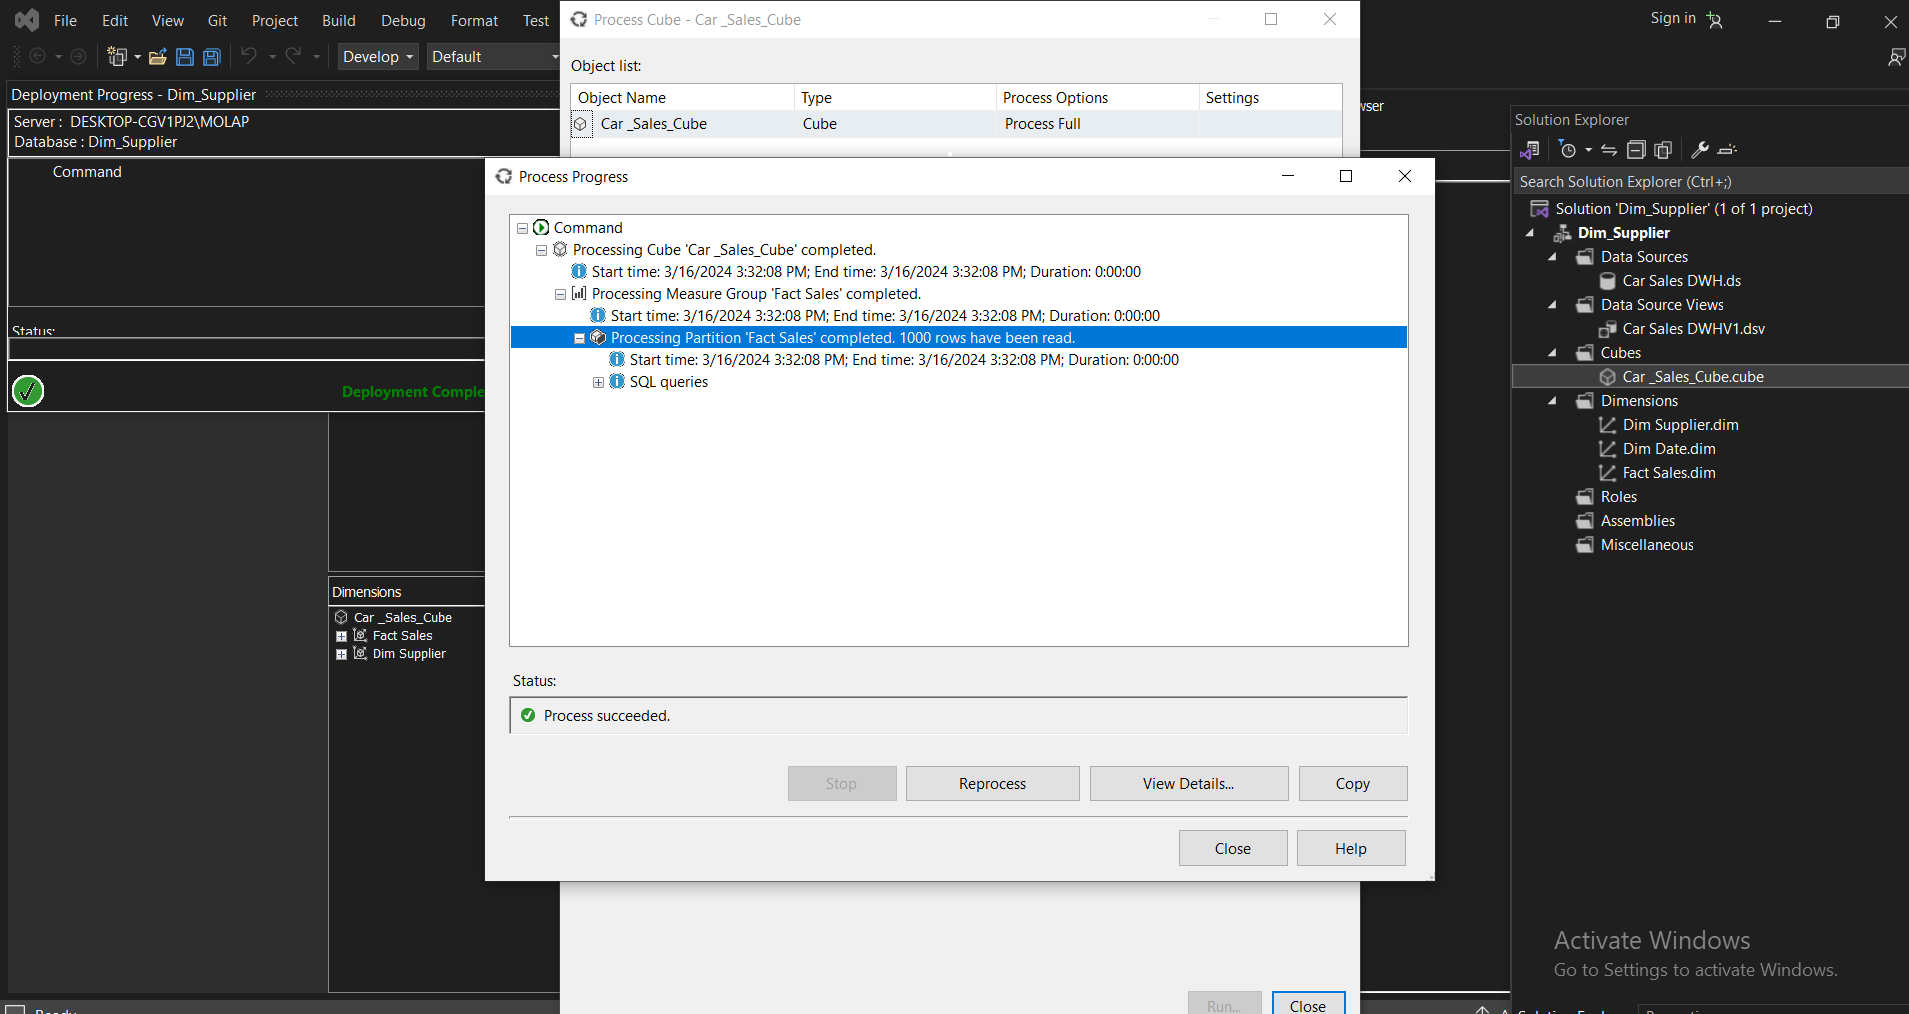 File Edit View Git Project Build Debug Format Test
Process Cube - Car _Sales_Cube
Sign in
Develop Default
Object list:
Deployment Progress - Dim_Supplier
Server : DESKTOP-CGV1PJ2\MOLAP
Database : Dim_Supplier
Command
Status:
Deployment Comple
Object Name Type Process Options Settings
Car _Sales_Cube Cube Process Full
wser
Process Progress
Command
Processing Cube 'Car _Sales_Cube' completed.
Start time: 3/16/2024 3:32:08 PM; End time: 3/16/2024 3:32:08 PM; Duration: 0:00:00
Processing Measure Group 'Fact Sales' completed.
Start time: 3/16/2024 3:32:08 PM; End time: 3/16/2024 3:32:08 PM; Duration: 0:00:00
Processing Partition 'Fact Sales' completed. 1000 rows have been read.
Start time: 3/16/2024 3:32:08 PM; End time: 3/16/2024 3:32:08 PM; Duration: 0:00:00
SQL queries
Status:
Process succeeded.
Stop Reprocess View Details... Copy
Close Help
Run... Close
Dimensions
Car _Sales_Cube
Fact Sales
Dim Supplier
Solution Explorer
Search Solution Explorer (Ctrl+;)
Solution 'Dim_Supplier' (1 of 1 project)
Dim_Supplier
Data Sources
Car Sales DWH.ds
Data Source Views
Car Sales DWHV1.dsv
Cubes
Car _Sales_Cube.cube
Dimensions
Dim Supplier.dim
Dim Date.dim
Fact Sales.dim
Roles
Assemblies
Miscellaneous
Activate Windows
Go to Settings to activate Windows.
Ready